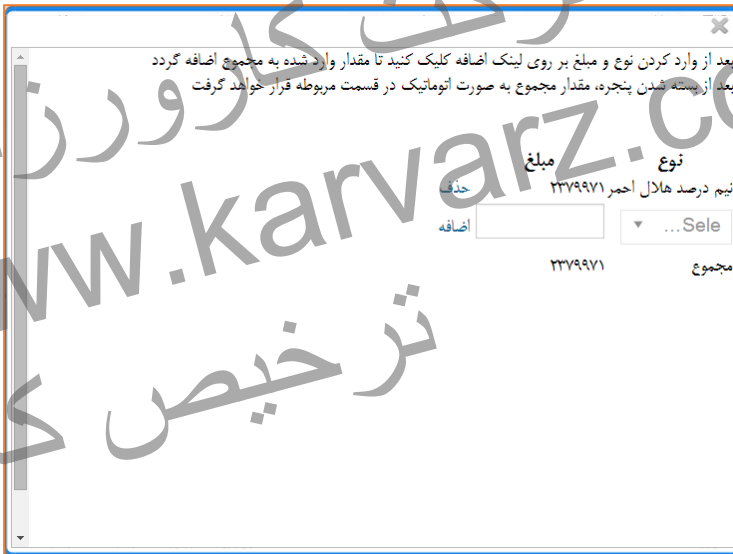 بعد از وارد کردن نوع و مبلغ بر روی لینک اضافه کلیک کنید تا مقدار وارد شده به مجموع اضافه گردد
بعد از بسته شدن پنجره، مقدار مجموع به صورت اتوماتیک در قسمت مربوطه قرار خواهد گرفت
نوع مبلغ
نیم درصد هلال احمر ۲۳۷۹۹۷۱ حذف
Sele... اضافه
مجموع ۲۳۷۹۹۷۱
کارورز
www.karvarz.co
ترخیص ک